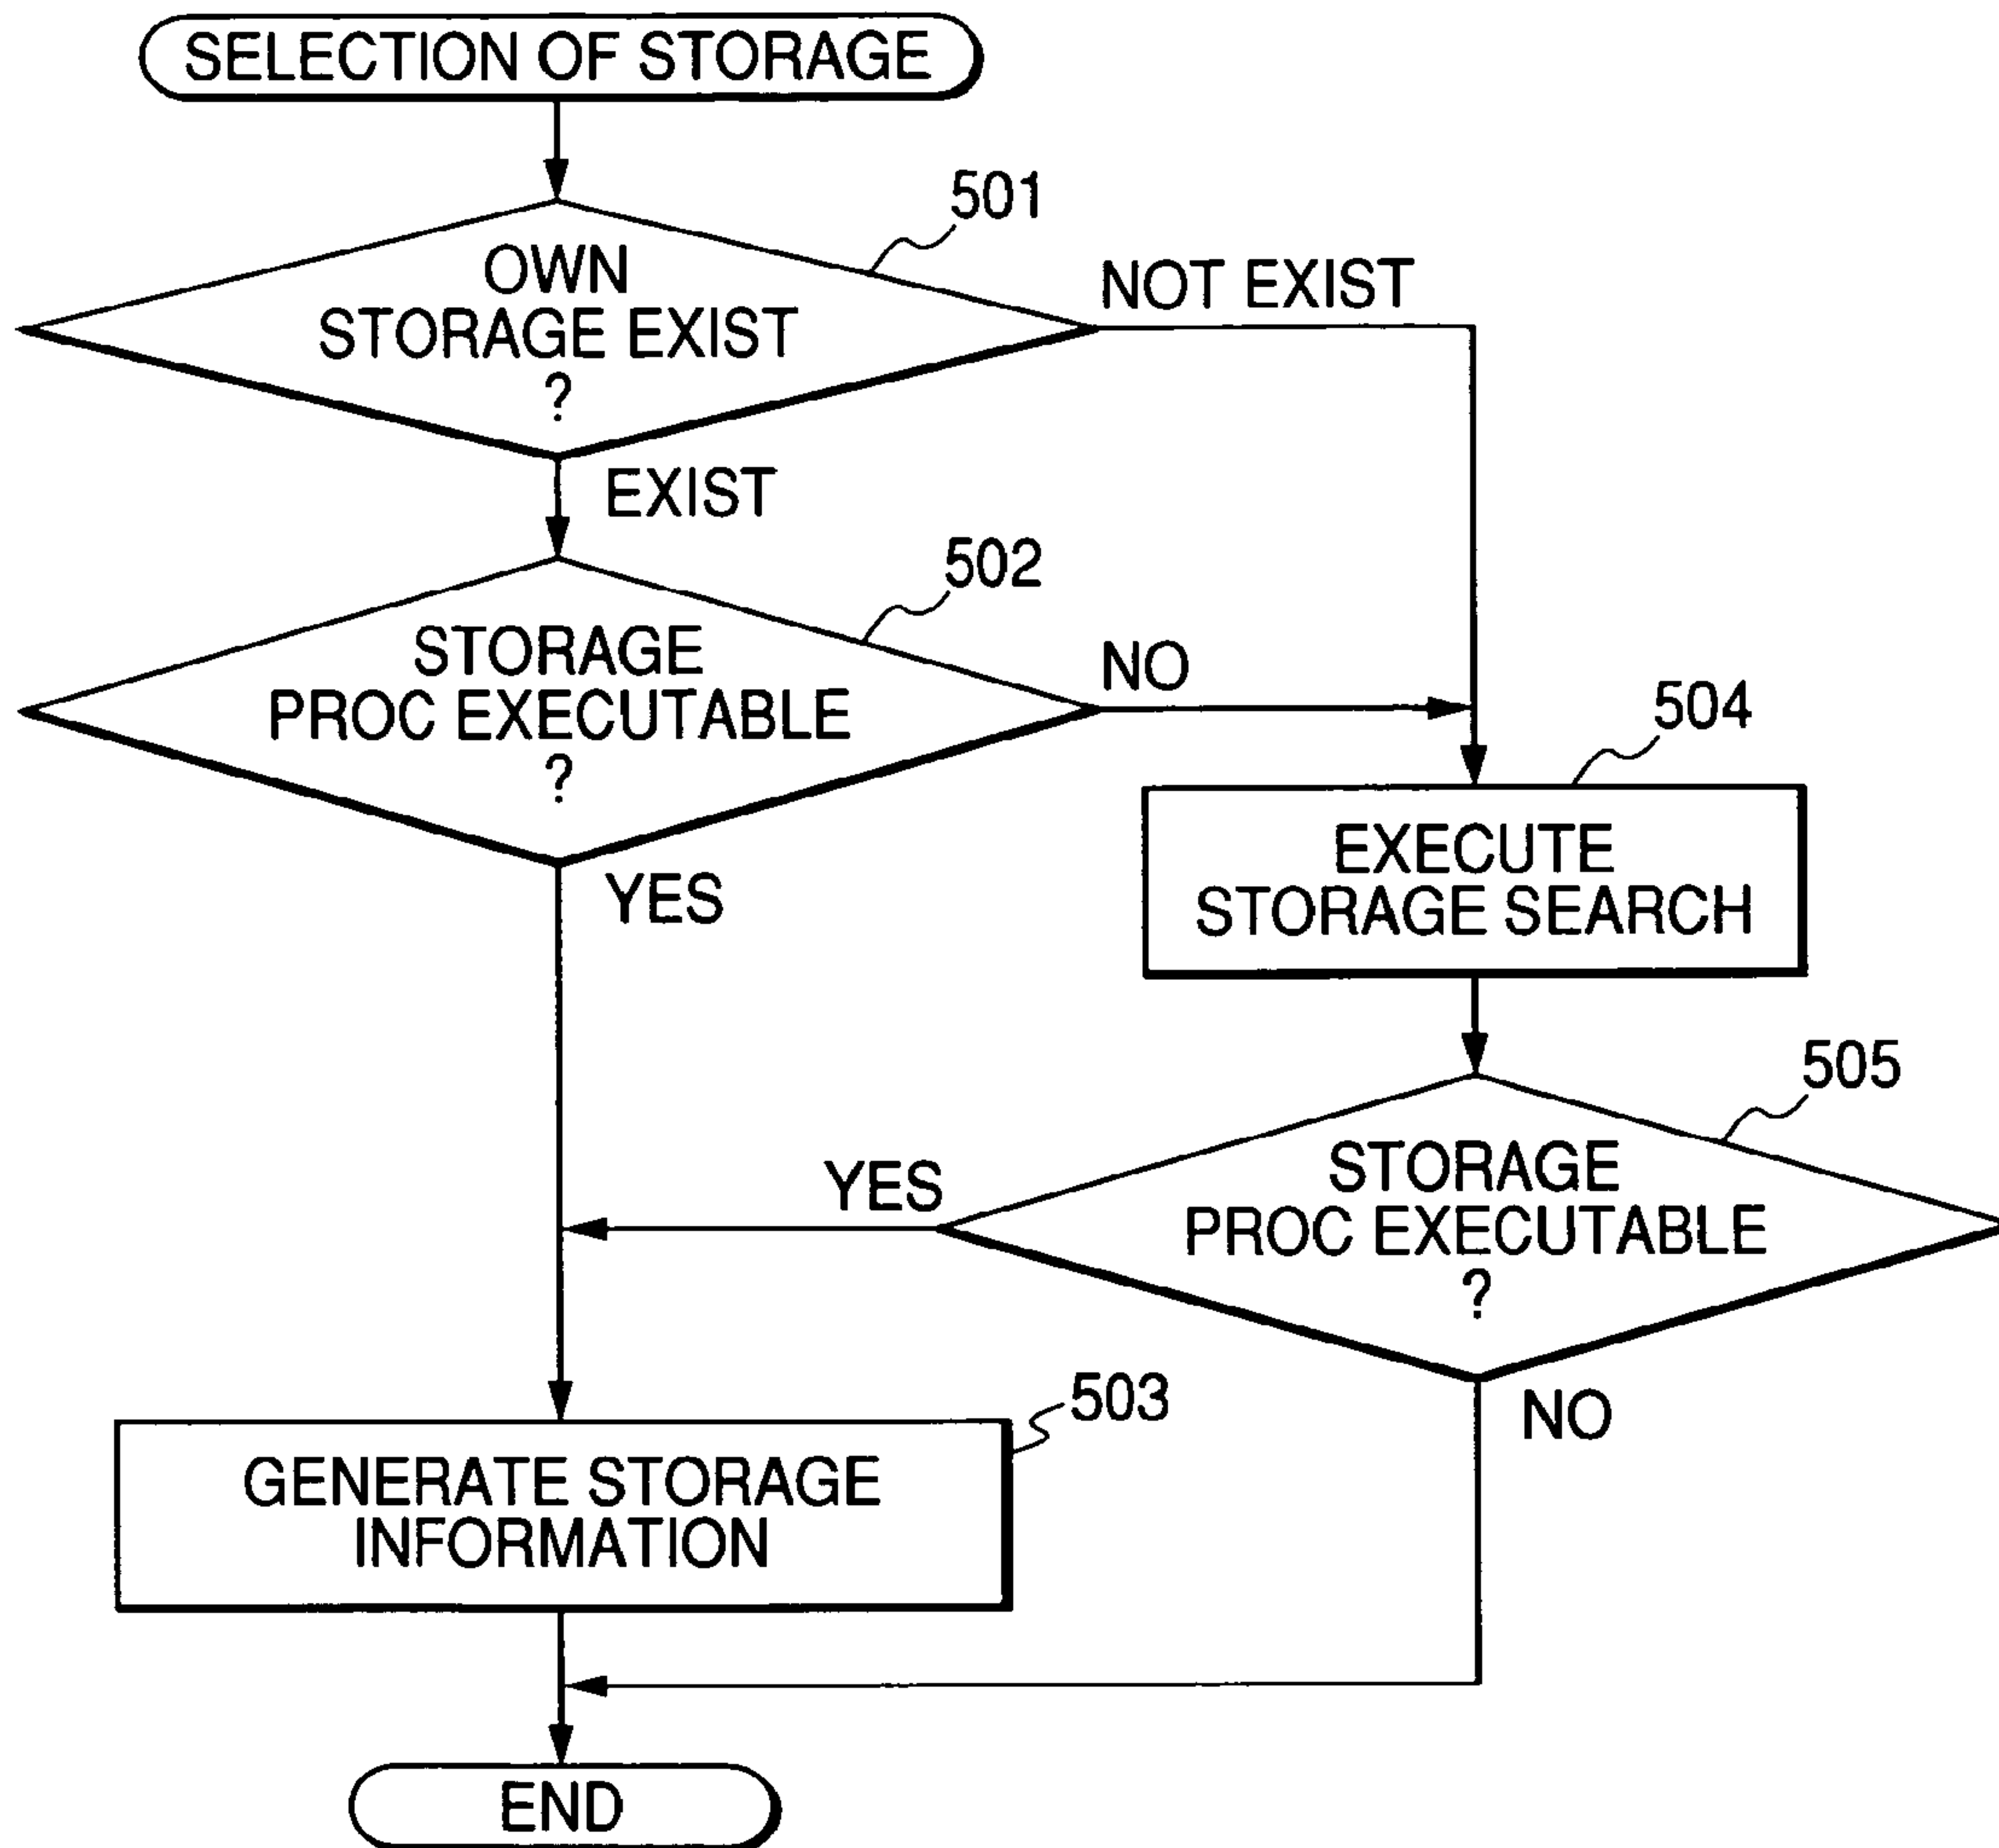 SELECTION OF STORAGE
501
OWN
STORAGE EXIST
?
NOT EXIST
EXIST
502
STORAGE
PROC EXECUTABLE
?
NO
YES
504
EXECUTE
STORAGE SEARCH
505
STORAGE
PROC EXECUTABLE
?
YES
NO
503
GENERATE STORAGE
INFORMATION
END